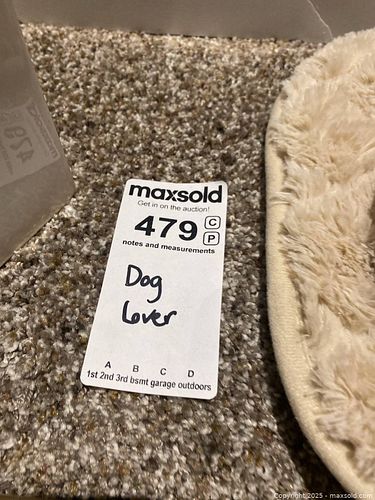 maxsold
Get in on the auction!
479 C
P
notes and measurements
Dog
lover
A B C D
1st 2nd 3rd bsmt garage outdoors
Copyright 2025 - maxsold.com